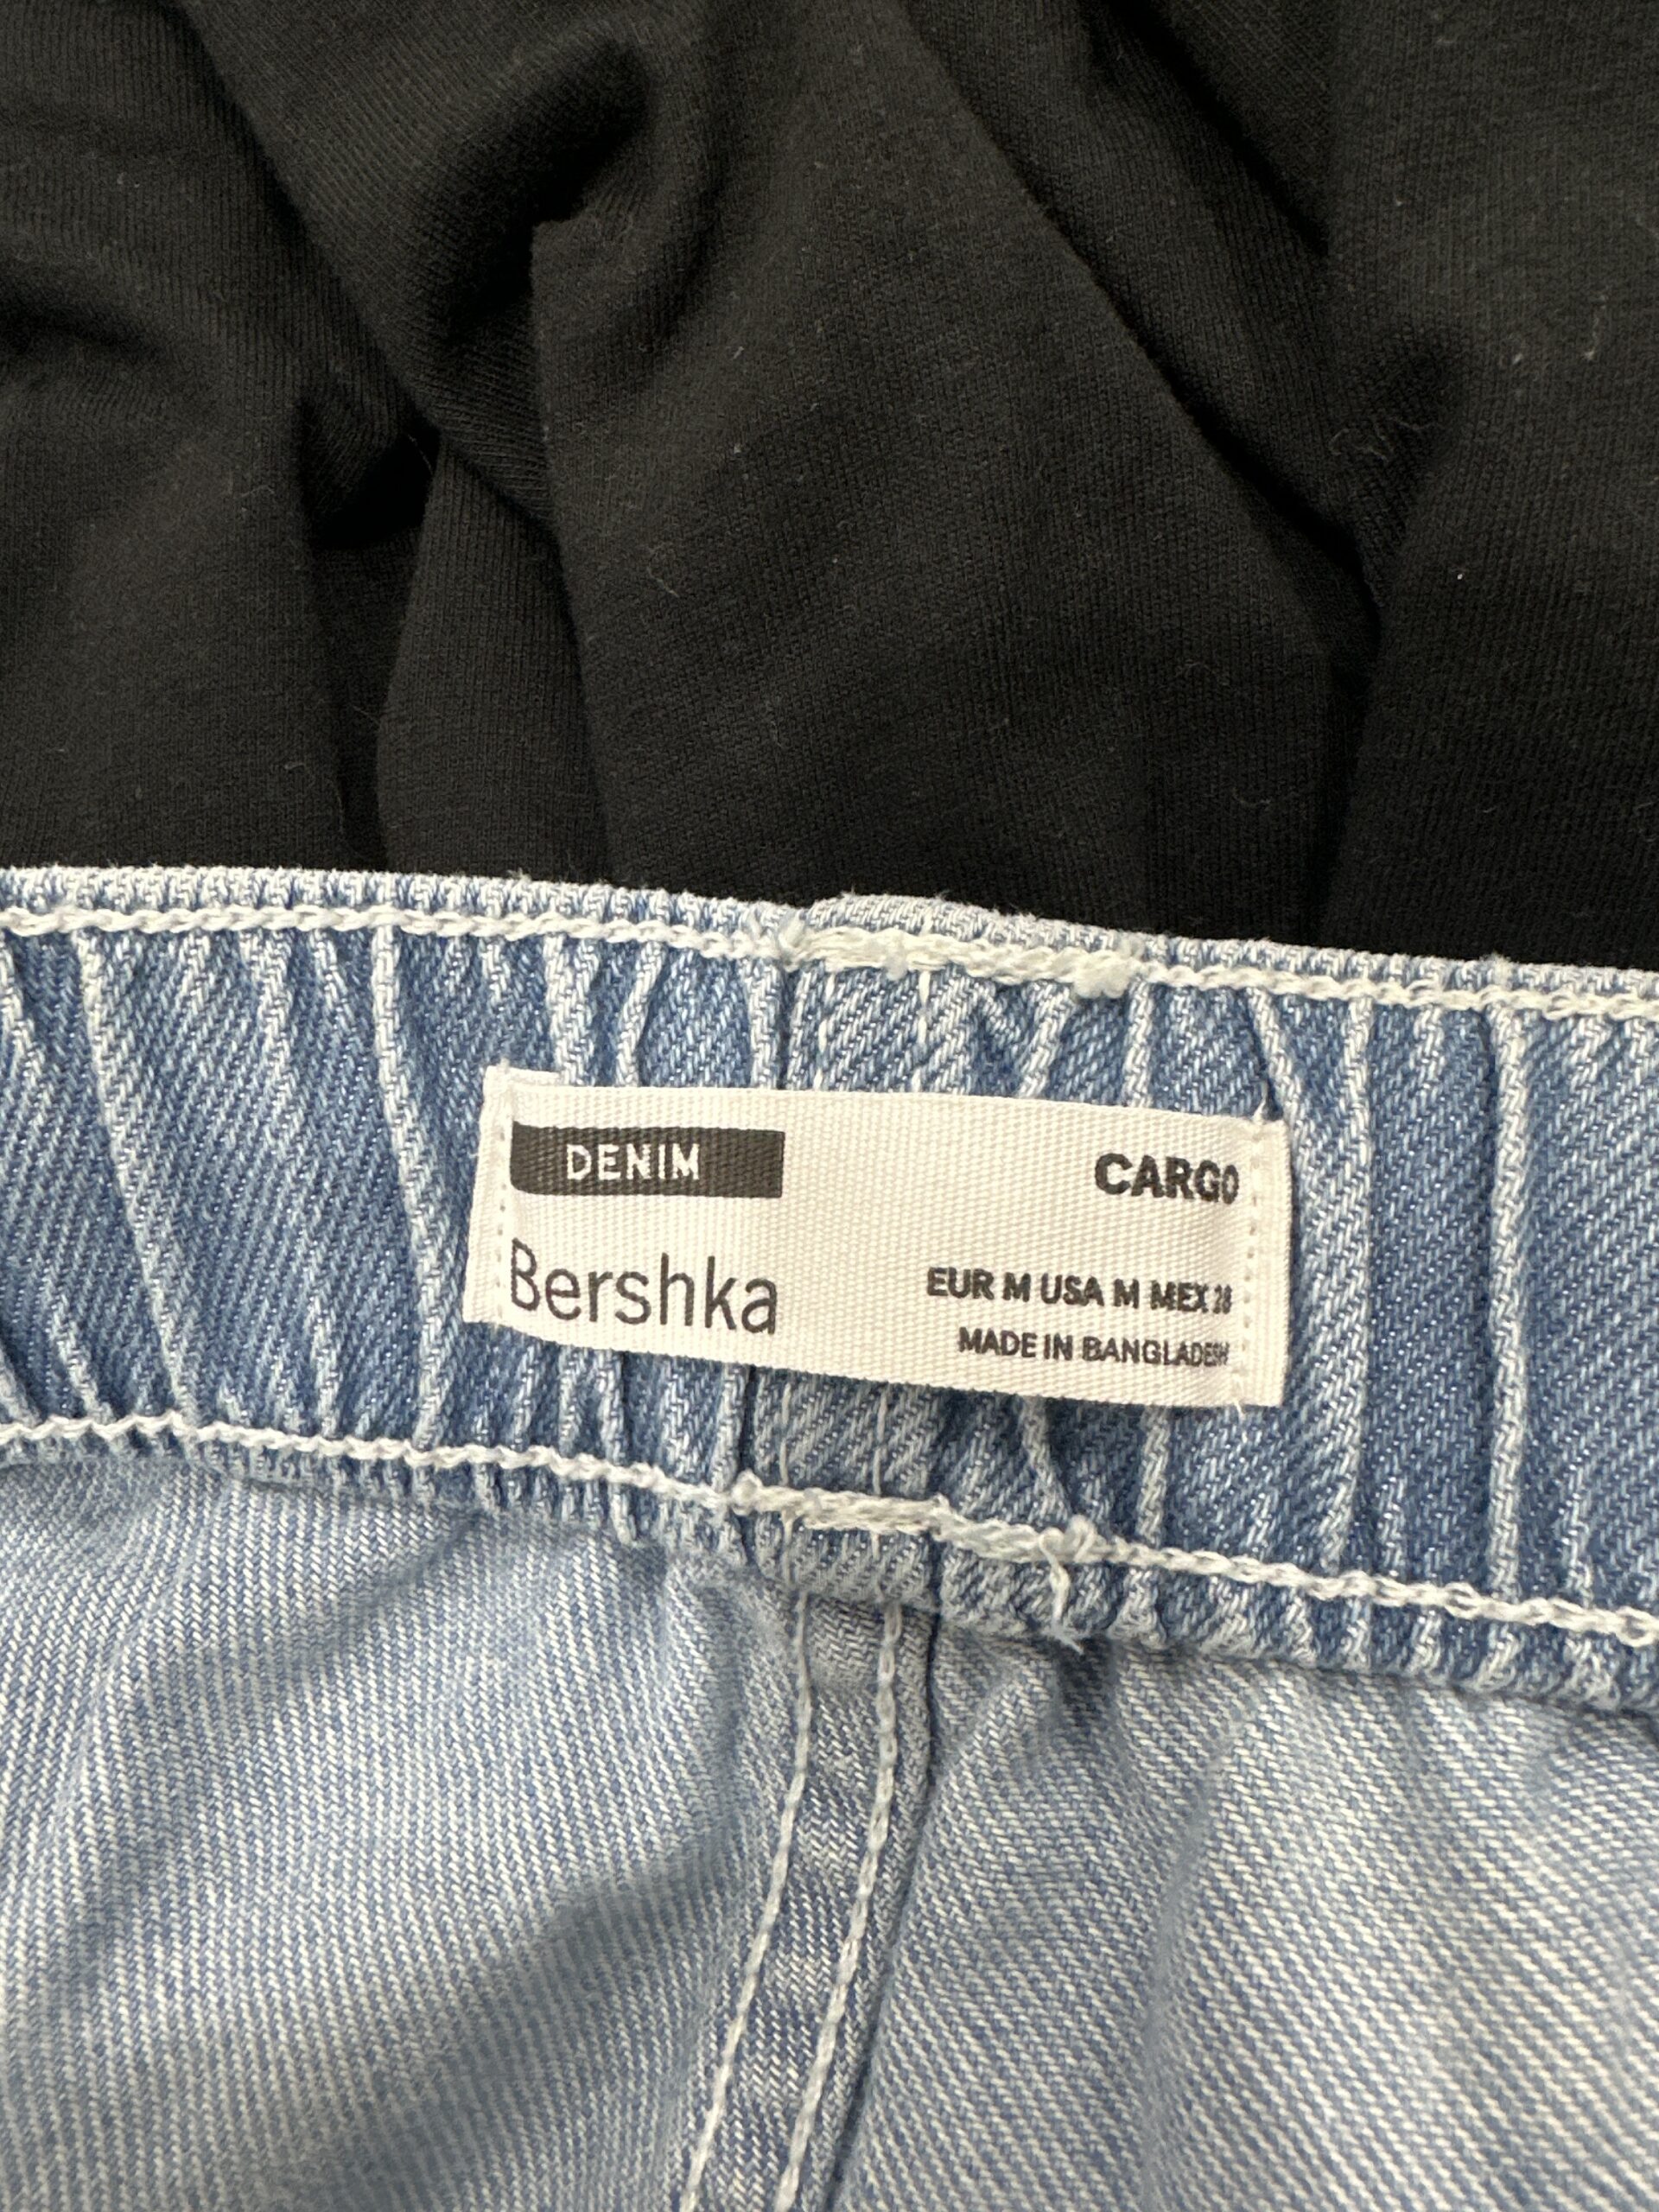 DENIM
CARGO
Bershka
EUR M USA M MEX 28
MADE IN BANGLADESH